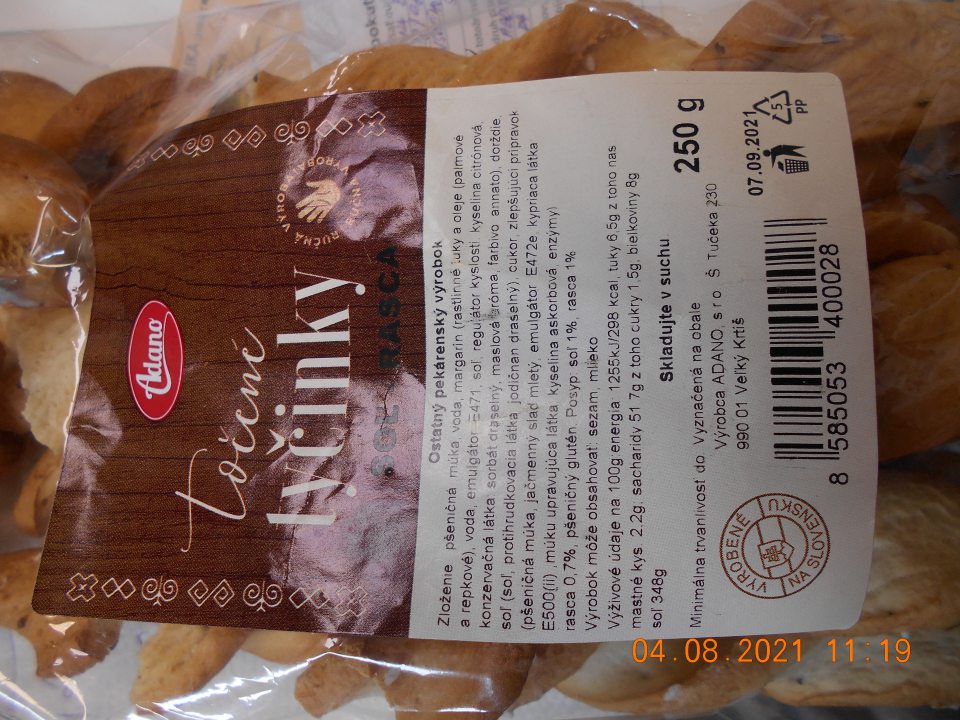 Adano
točené
lyčinky
SOĽ RASCA
RUČNÁ VÝROBA
Ostatný pekárenský výrobok
Zloženie pšeničná múka, voda, margarín (rastlinné tuky a oleje (palmové
a repkové), voda, emulgátor E471, soľ, regulátor kyslosti kyselina citrónová,
konzervačná látka sorbát draselný, maslová aróma, farbivo annato), dorždie,
soľ (soľ, protihrudkovacia látka jodičnan draselný), cukor, zlepšujúci prípravok
(pšeničná múka, jačmenný slad mletý, emulgátor E472e, kypriaca látka
E500(ii) ,múku upravujúca látka kyselina askorbová, enzýmy)
rasca 0,7%, pšeničný glutén Posyp soľ 1%, rasca 1%
Výrobok môže obsahovať sezam, mlieko
Výživové údaje na 100g energia 1255kJ/298 kcal ,tuky 6.5g z toho nas
mastné kys 2.2g, sacharidy 51 7g z toho cukry 1.5g, bielkoviny 8g
soľ 348g
Skladujte v suchu
250 g
Minimálna trvanlivosť do Vyznačená na obale
07.09.2021
Výrobca ADANO, s r o Š Tučeka 230
990 01 Veľký Krtíš
5
PP
8 585053 400028
VYROBENÉ
NA SLOVENSKU
04.08.2021 11:19